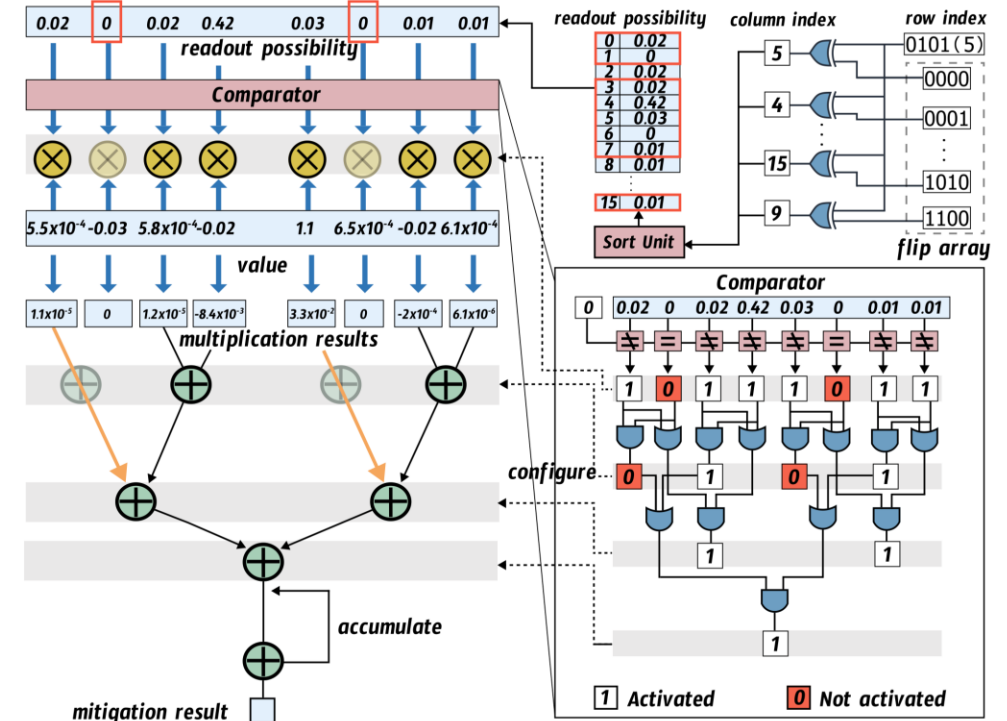 0.02 0 0.02 0.42 0.03 0 0.01 0.01
readout possibility
Comparator
5.5x10⁻⁴ -0.03 5.8x10⁻⁴ -0.02 1.1 6.5x10⁻⁴ -0.02 6.1x10⁻⁴
value
1.1x10⁻⁵ 0 1.2x10⁻⁵ -8.4x10⁻³ 3.3x10⁻² 0 -2x10⁻⁴ 6.1x10⁻⁶
multiplication results
configure
accumulate
mitigation result
readout possibility
0 0.02
1 0
2 0.02
3 0.02
4 0.42
5 0.03
6 0
7 0.01
8 0.01
15 0.01
Sort Unit
column index
5
4
15
9
row index
0101(5)
0000
0001
1010
1100
flip array
Comparator
0 0.02 0 0.02 0.42 0.03 0 0.01 0.01
≠ = ≠ ≠ ≠ = ≠ ≠
1 0 1 1 1 0 1 1
0 1 0 1
1 1
1
1 Activated 0 Not activated